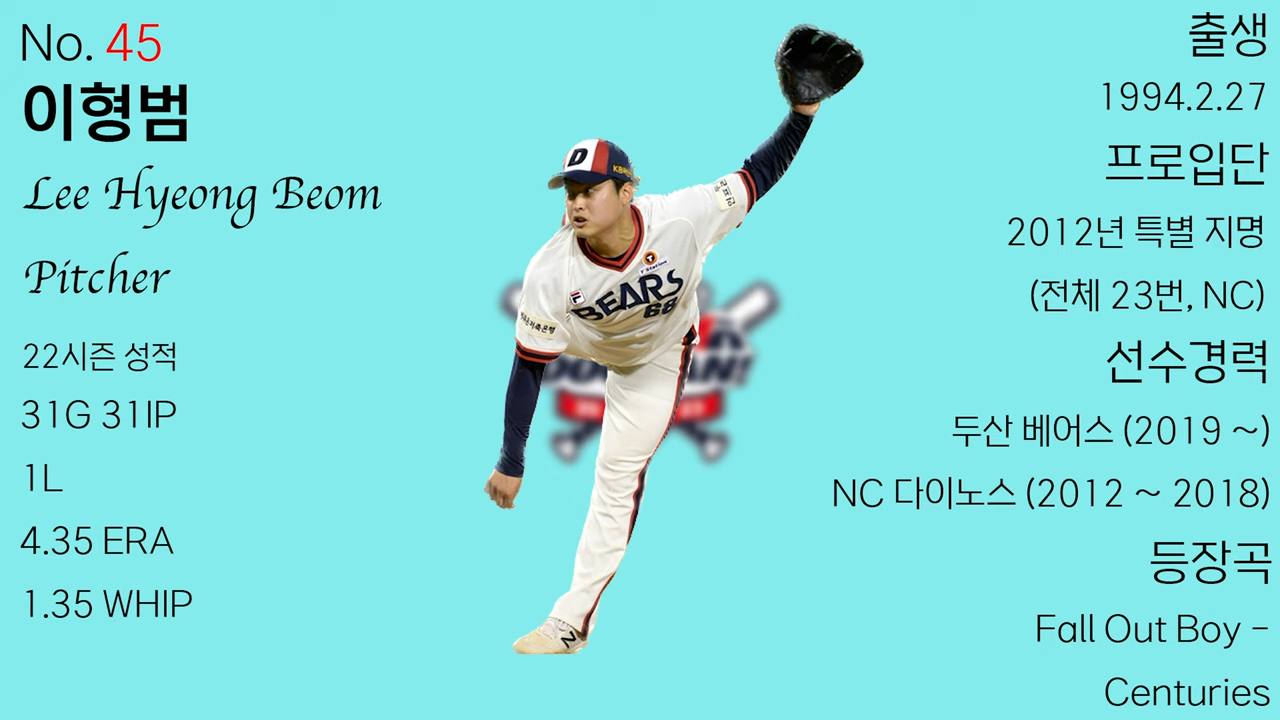 No. 45
이형범
Lee Hyeong Beom
Pitcher
22시즌 성적
31G 31IP
1L
4.35 ERA
1.35 WHIP
D
T'Station
BEARS
68
출생
1994.2.27
프로입단
2012년 특별 지명
(전체 23번, NC)
선수경력
두산 베어스 (2019 ~)
NC 다이노스 (2012 ~ 2018)
등장곡
Fall Out Boy -
Centuries